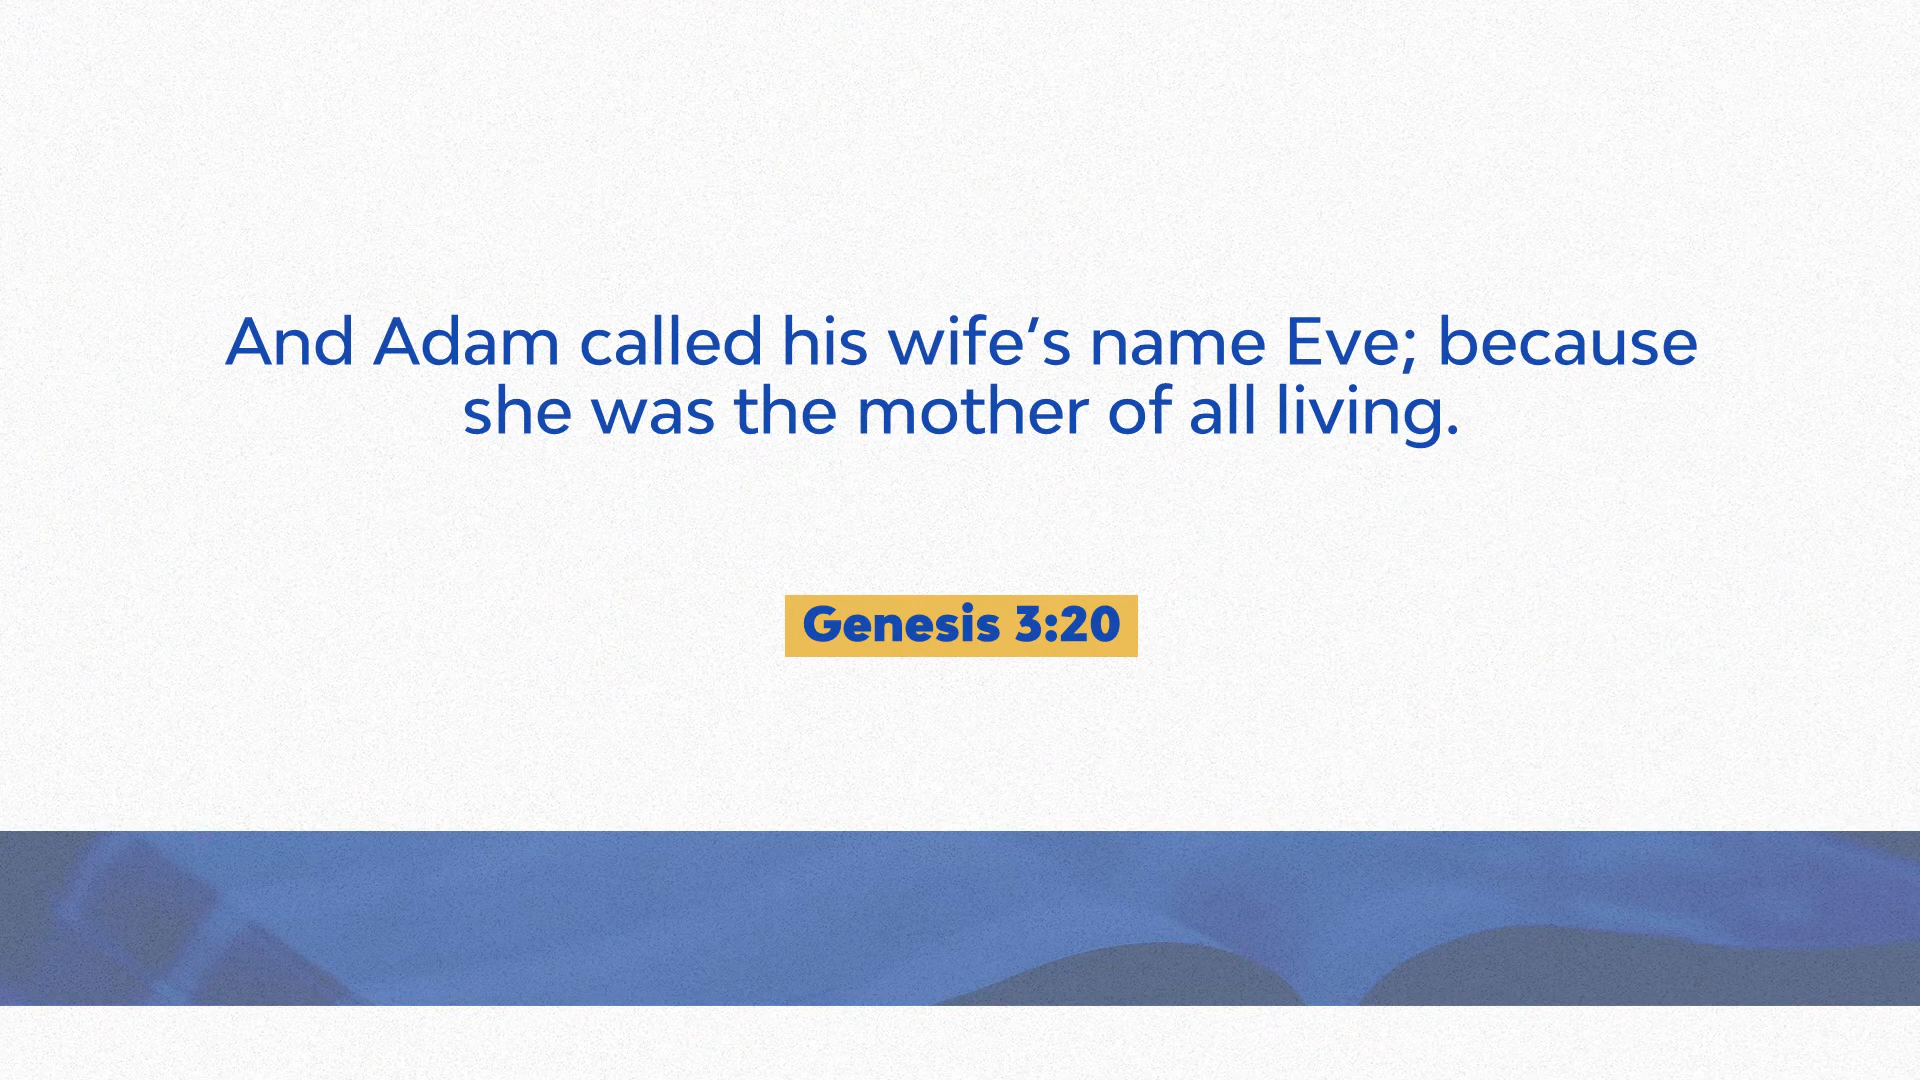 And Adam called his wife’s name Eve; because
she was the mother of all living.
Genesis 3:20